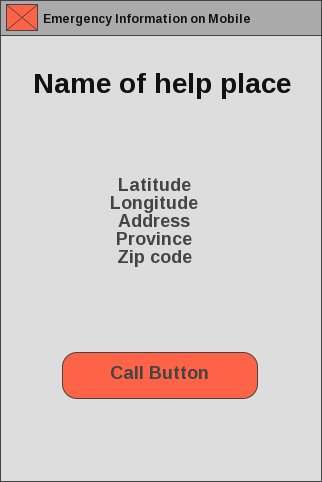 Emergency Information on Mobile
Name of help place
Latitude
Longitude
Address
Province
Zip code
Call Button